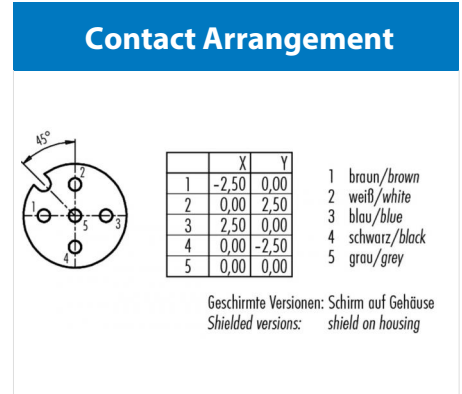 Contact Arrangement
45°
2
1
5
3
4
X Y
1 -2,50 0,00
2 0,00 2,50
3 2,50 0,00
4 0,00 -2,50
5 0,00 0,00
1 braun/brown
2 weiß/white
3 blau/blue
4 schwarz/black
5 grau/grey
Geschirmte Versionen: Schirm auf Gehäuse
Shielded versions: shield on housing